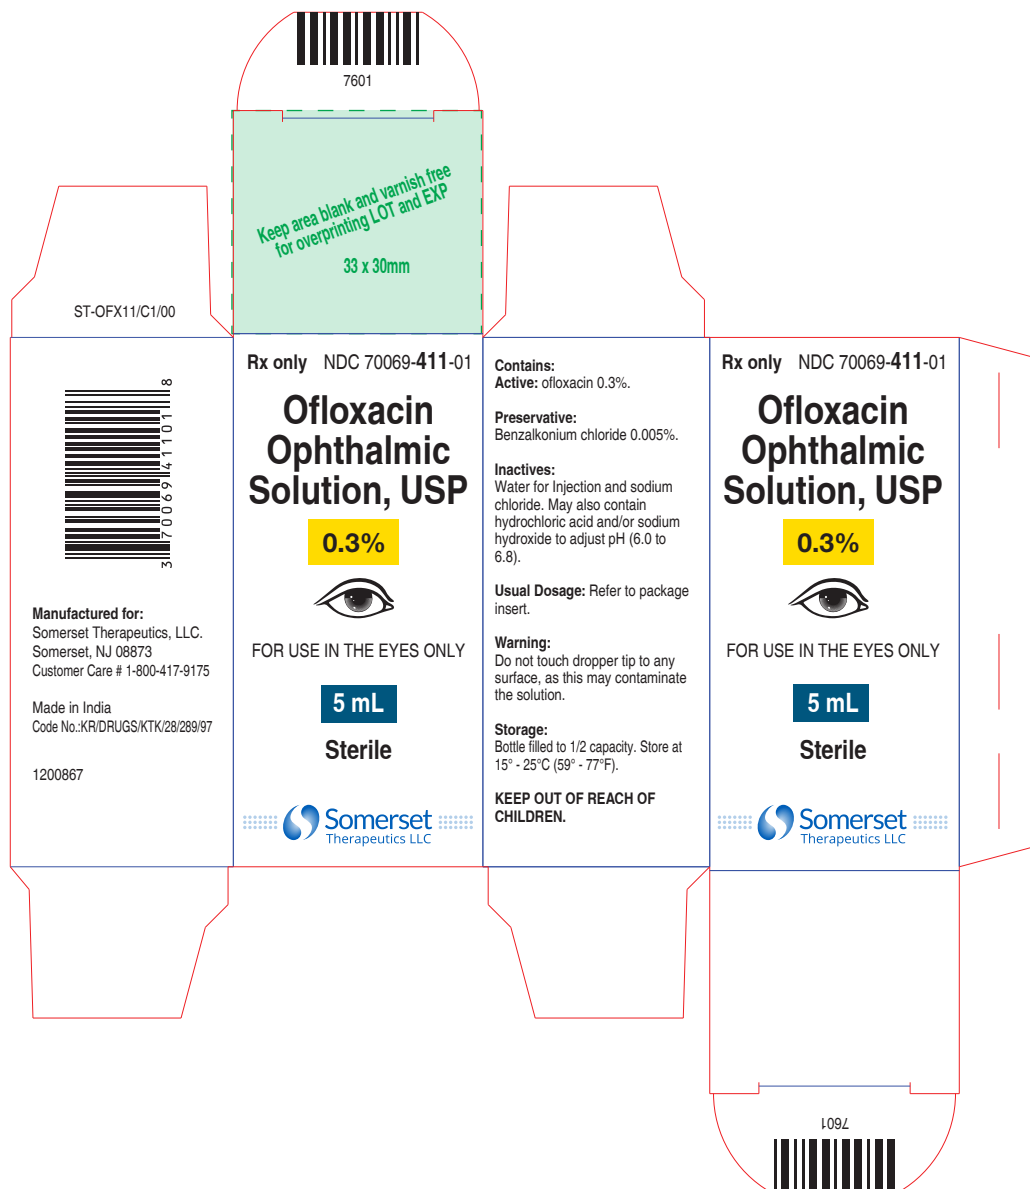 7601
Keep area blank and varnish free
for overprinting LOT and EXP
33 x 30mm
ST-OFX11/C1/00
3 70069 41101 8
Manufactured for:
Somerset Therapeutics, LLC.
Somerset, NJ 08873
Customer Care # 1-800-417-9175
Made in India
Code No.:KR/DRUGS/KTK/28/289/97
1200867
Rx only NDC 70069-411-01
Ofloxacin
Ophthalmic
Solution, USP
0.3%
FOR USE IN THE EYES ONLY
5 mL
Sterile
Somerset
Therapeutics LLC
Contains:
Active: ofloxacin 0.3%.
Preservative:
Benzalkonium chloride 0.005%.
Inactives:
Water for Injection and sodium
chloride. May also contain
hydrochloric acid and/or sodium
hydroxide to adjust pH (6.0 to
6.8).
Usual Dosage: Refer to package
insert.
Warning:
Do not touch dropper tip to any
surface, as this may contaminate
the solution.
Storage:
Bottle filled to 1/2 capacity. Store at
15° - 25°C (59° - 77°F).
KEEP OUT OF REACH OF
CHILDREN.
Rx only NDC 70069-411-01
Ofloxacin
Ophthalmic
Solution, USP
0.3%
FOR USE IN THE EYES ONLY
5 mL
Sterile
Somerset
Therapeutics LLC
7601